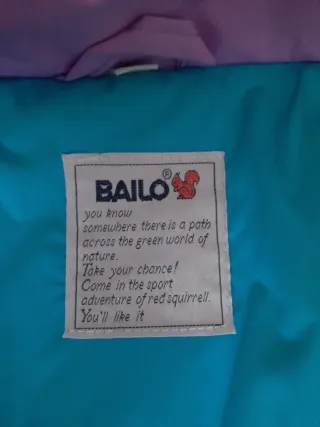 BAILO®
you know
somewhere there is a path
across the green world of
nature.
Take your chance!
Come in the sport
adventure of red squirrell.
You'll like it